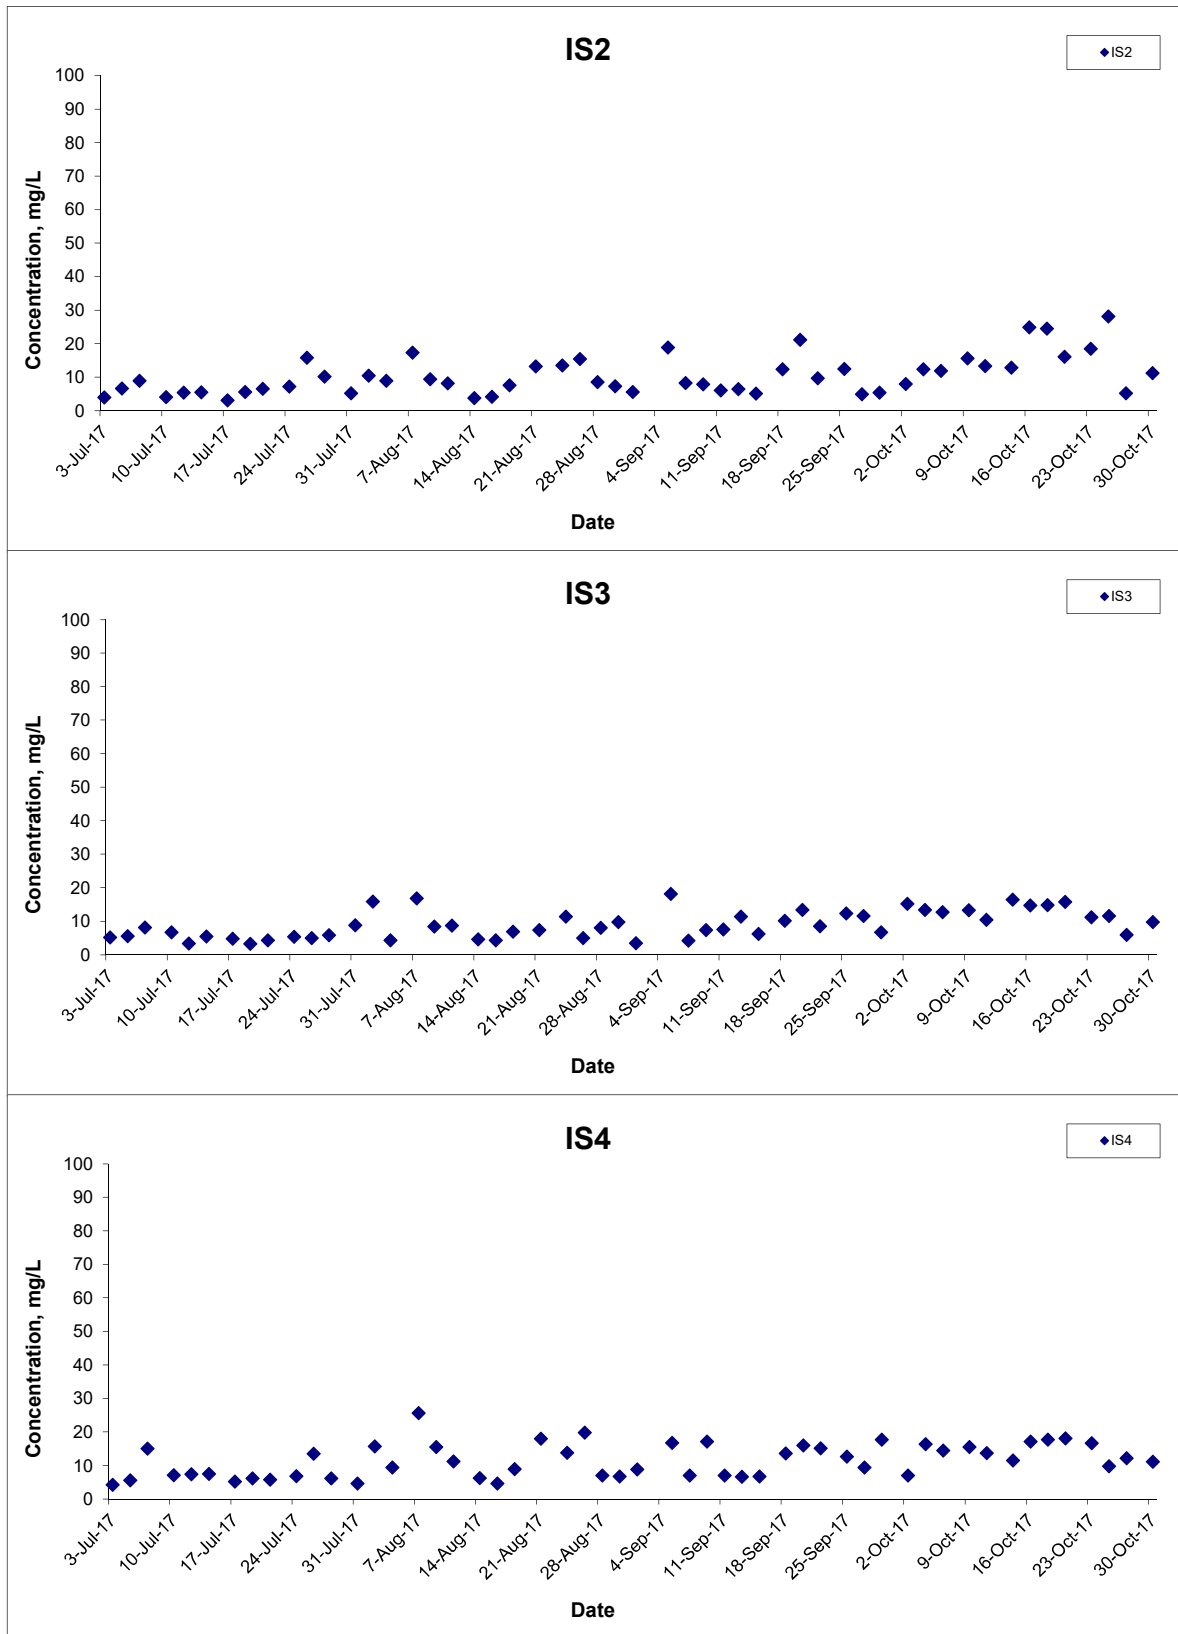 IS2
IS2
100
90
80
70
60
50
40
30
20
10
0
Concentration, mg/L
3-Jul-17
10-Jul-17
17-Jul-17
24-Jul-17
31-Jul-17
7-Aug-17
14-Aug-17
21-Aug-17
28-Aug-17
4-Sep-17
11-Sep-17
18-Sep-17
25-Sep-17
2-Oct-17
9-Oct-17
16-Oct-17
23-Oct-17
30-Oct-17
Date
IS3
IS3
100
90
80
70
60
50
40
30
20
10
0
Concentration, mg/L
3-Jul-17
10-Jul-17
17-Jul-17
24-Jul-17
31-Jul-17
7-Aug-17
14-Aug-17
21-Aug-17
28-Aug-17
4-Sep-17
11-Sep-17
18-Sep-17
25-Sep-17
2-Oct-17
9-Oct-17
16-Oct-17
23-Oct-17
30-Oct-17
Date
IS4
IS4
100
90
80
70
60
50
40
30
20
10
0
Concentration, mg/L
3-Jul-17
10-Jul-17
17-Jul-17
24-Jul-17
31-Jul-17
7-Aug-17
14-Aug-17
21-Aug-17
28-Aug-17
4-Sep-17
11-Sep-17
18-Sep-17
25-Sep-17
2-Oct-17
9-Oct-17
16-Oct-17
23-Oct-17
30-Oct-17
Date